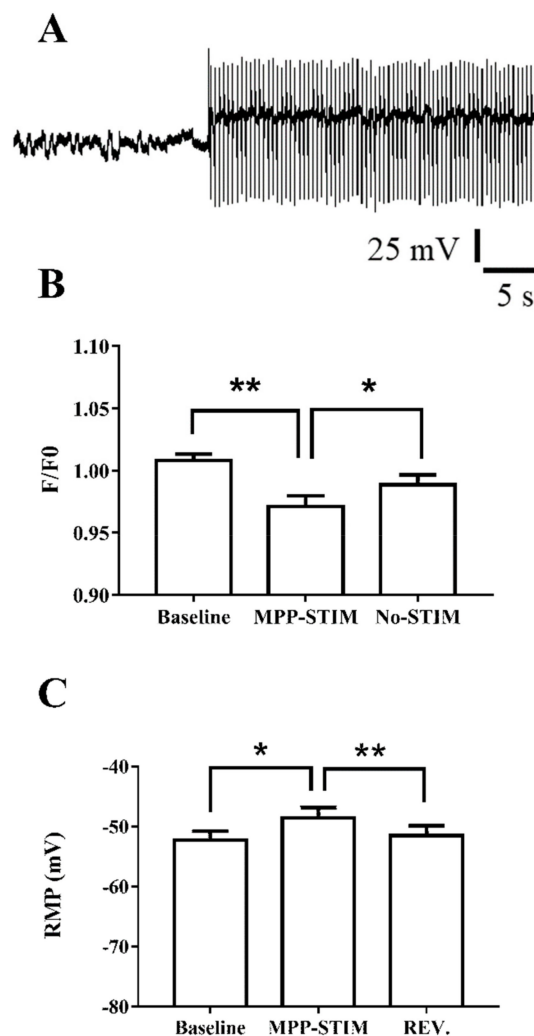 A
25 mV
5 s
B
1.10
1.05
1.00
0.95
0.90
F/F0
**
*
Baseline MPP-STIM No-STIM
C
-40
-50
-60
-70
-80
RMP (mV)
*
**
Baseline MPP-STIM REV.